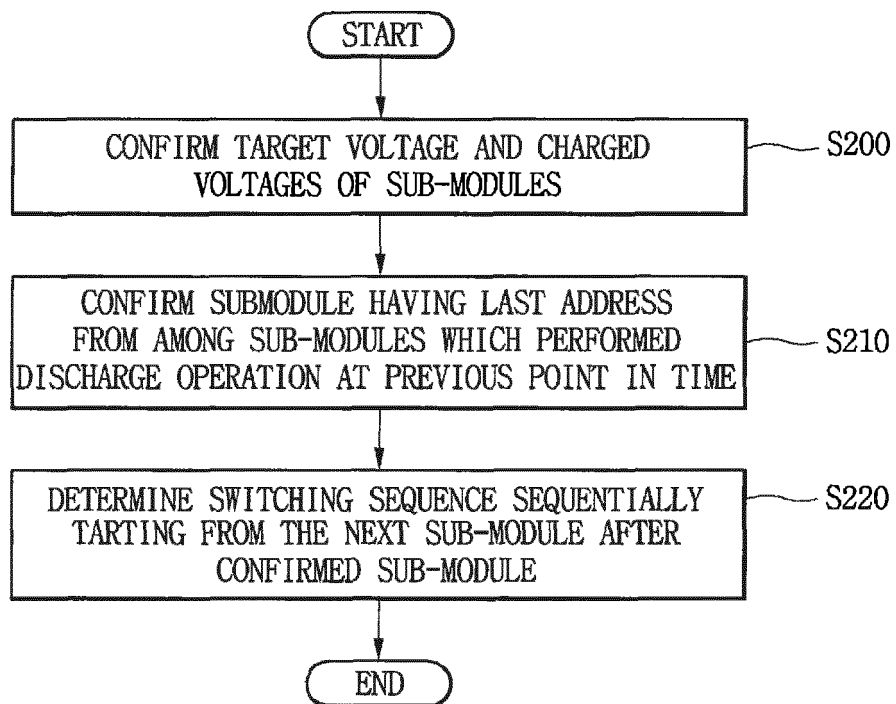 START
CONFIRM TARGET VOLTAGE AND CHARGED
VOLTAGES OF SUB-MODULES
S200
CONFIRM SUBMODULE HAVING LAST ADDRESS
FROM AMONG SUB-MODULES WHICH PERFORMED
DISCHARGE OPERATION AT PREVIOUS POINT IN TIME
S210
DETERMINE SWITCHING SEQUENCE SEQUENTIALLY
TARTING FROM THE NEXT SUB-MODULE AFTER
CONFIRMED SUB-MODULE
S220
END